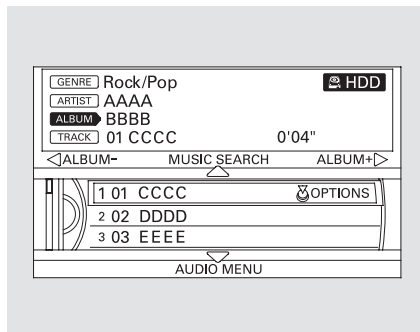 GENRE Rock/Pop HDD
ARTIST AAAA
ALBUM BBBB
TRACK 01 CCCC 0'04"
ALBUM- MUSIC SEARCH ALBUM+
1 01 CCCC OPTIONS
2 02 DDDD
3 03 EEEE
AUDIO MENU